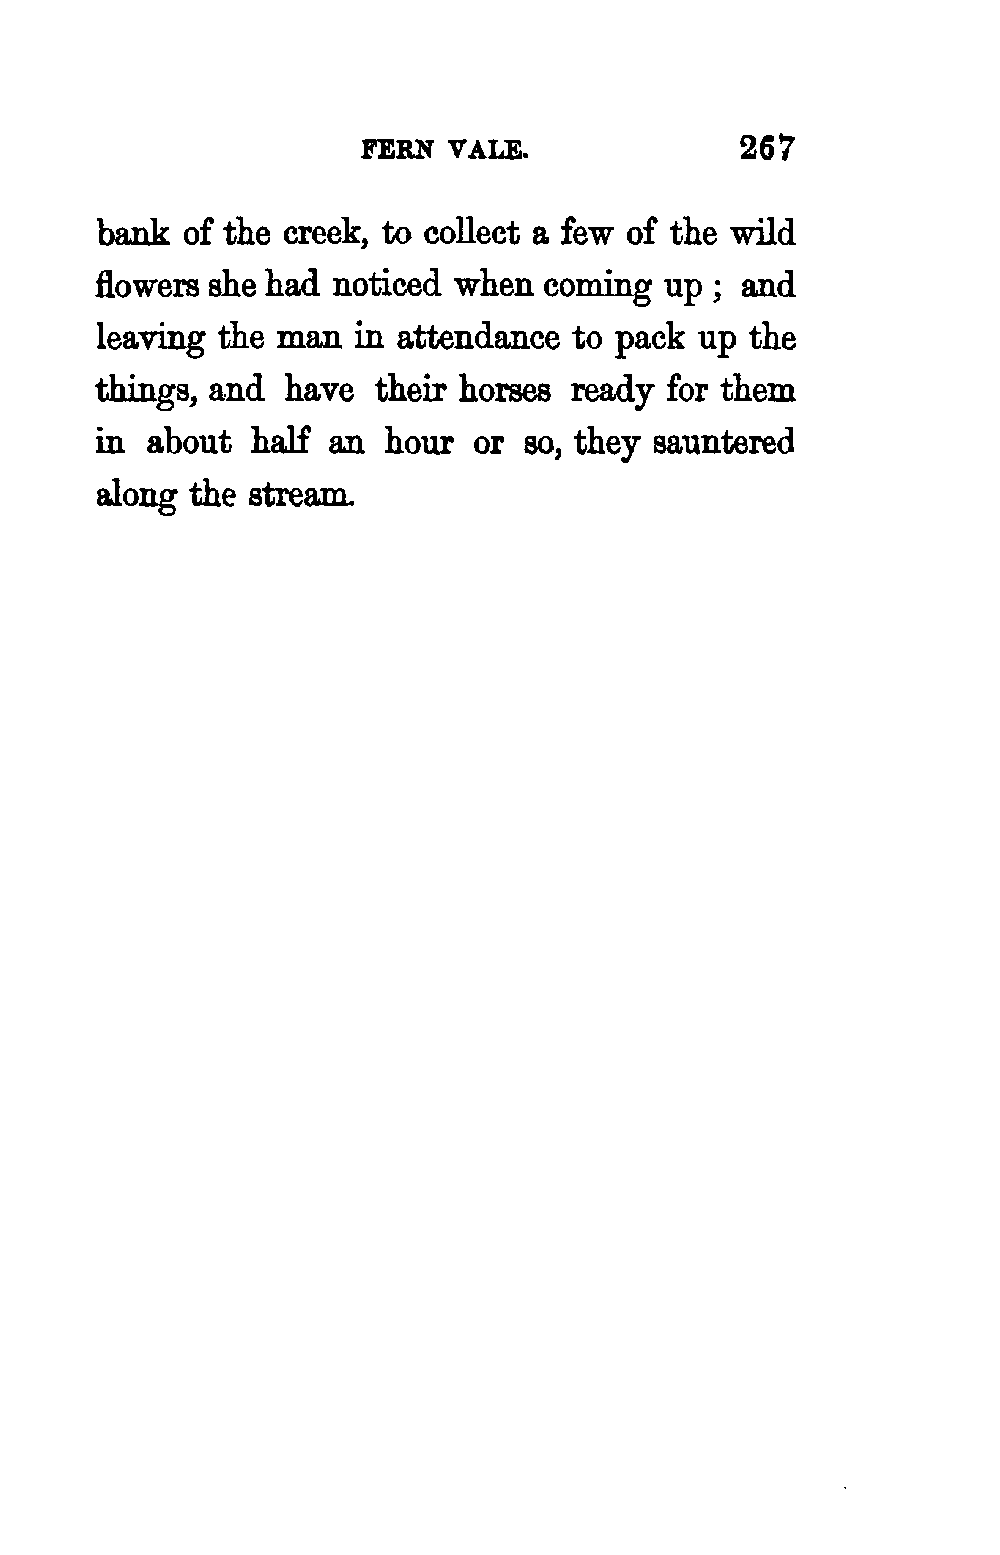 FERN VALE. 267
bank of the creek, to collect a few of the wild
flowers she had noticed when coming up ; and
leaving the man in attendance to pack up the
things, and have their horses ready for them
in about half an hour or so, they sauntered
along the stream.